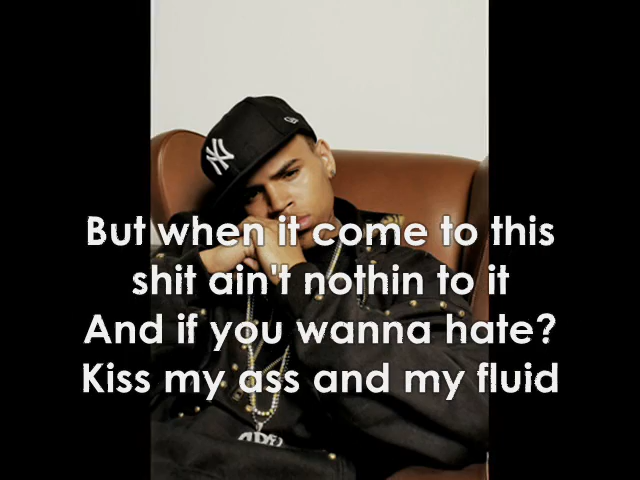 NY
But when it come to this
shit ain't nothin to it
And if you wanna hate?
Kiss my ass and my fluid